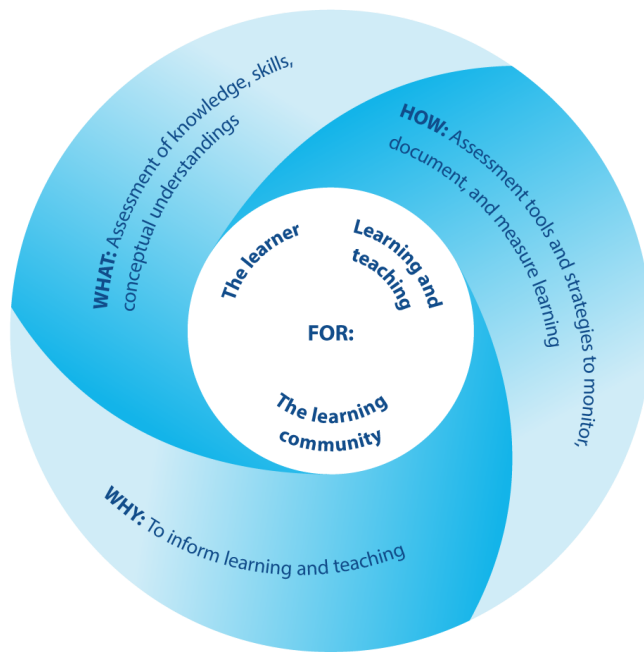 WHAT: Assessment of knowledge, skills,
conceptual understandings
HOW: Assessment tools and strategies to monitor,
document, and measure learning
The learner
Learning and
teaching
FOR:
The learning
community
WHY: To inform learning and teaching